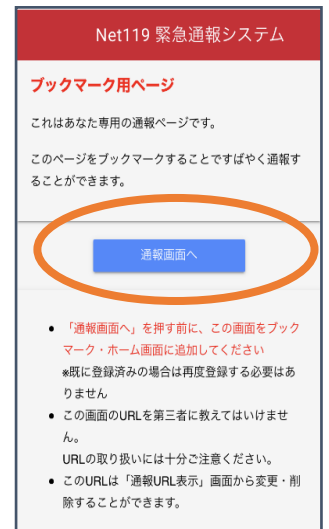 Net119 緊急通報システム
ブックマーク用ページ
これはあなた専用の通報ページです。
このページをブックマークすることですばやく通報す
ることができます。
通報画面へ
● 「通報画面へ」を押す前に、この画面をブック
マーク・ホーム画面に追加してください
※既に登録済みの場合は再度登録する必要はあ
りません
● この画面のURLを第三者に教えてはいけませ
ん。
URLの取り扱いには十分ご注意ください。
● このURLは「通報URL表示」画面から変更・削
除することができます。